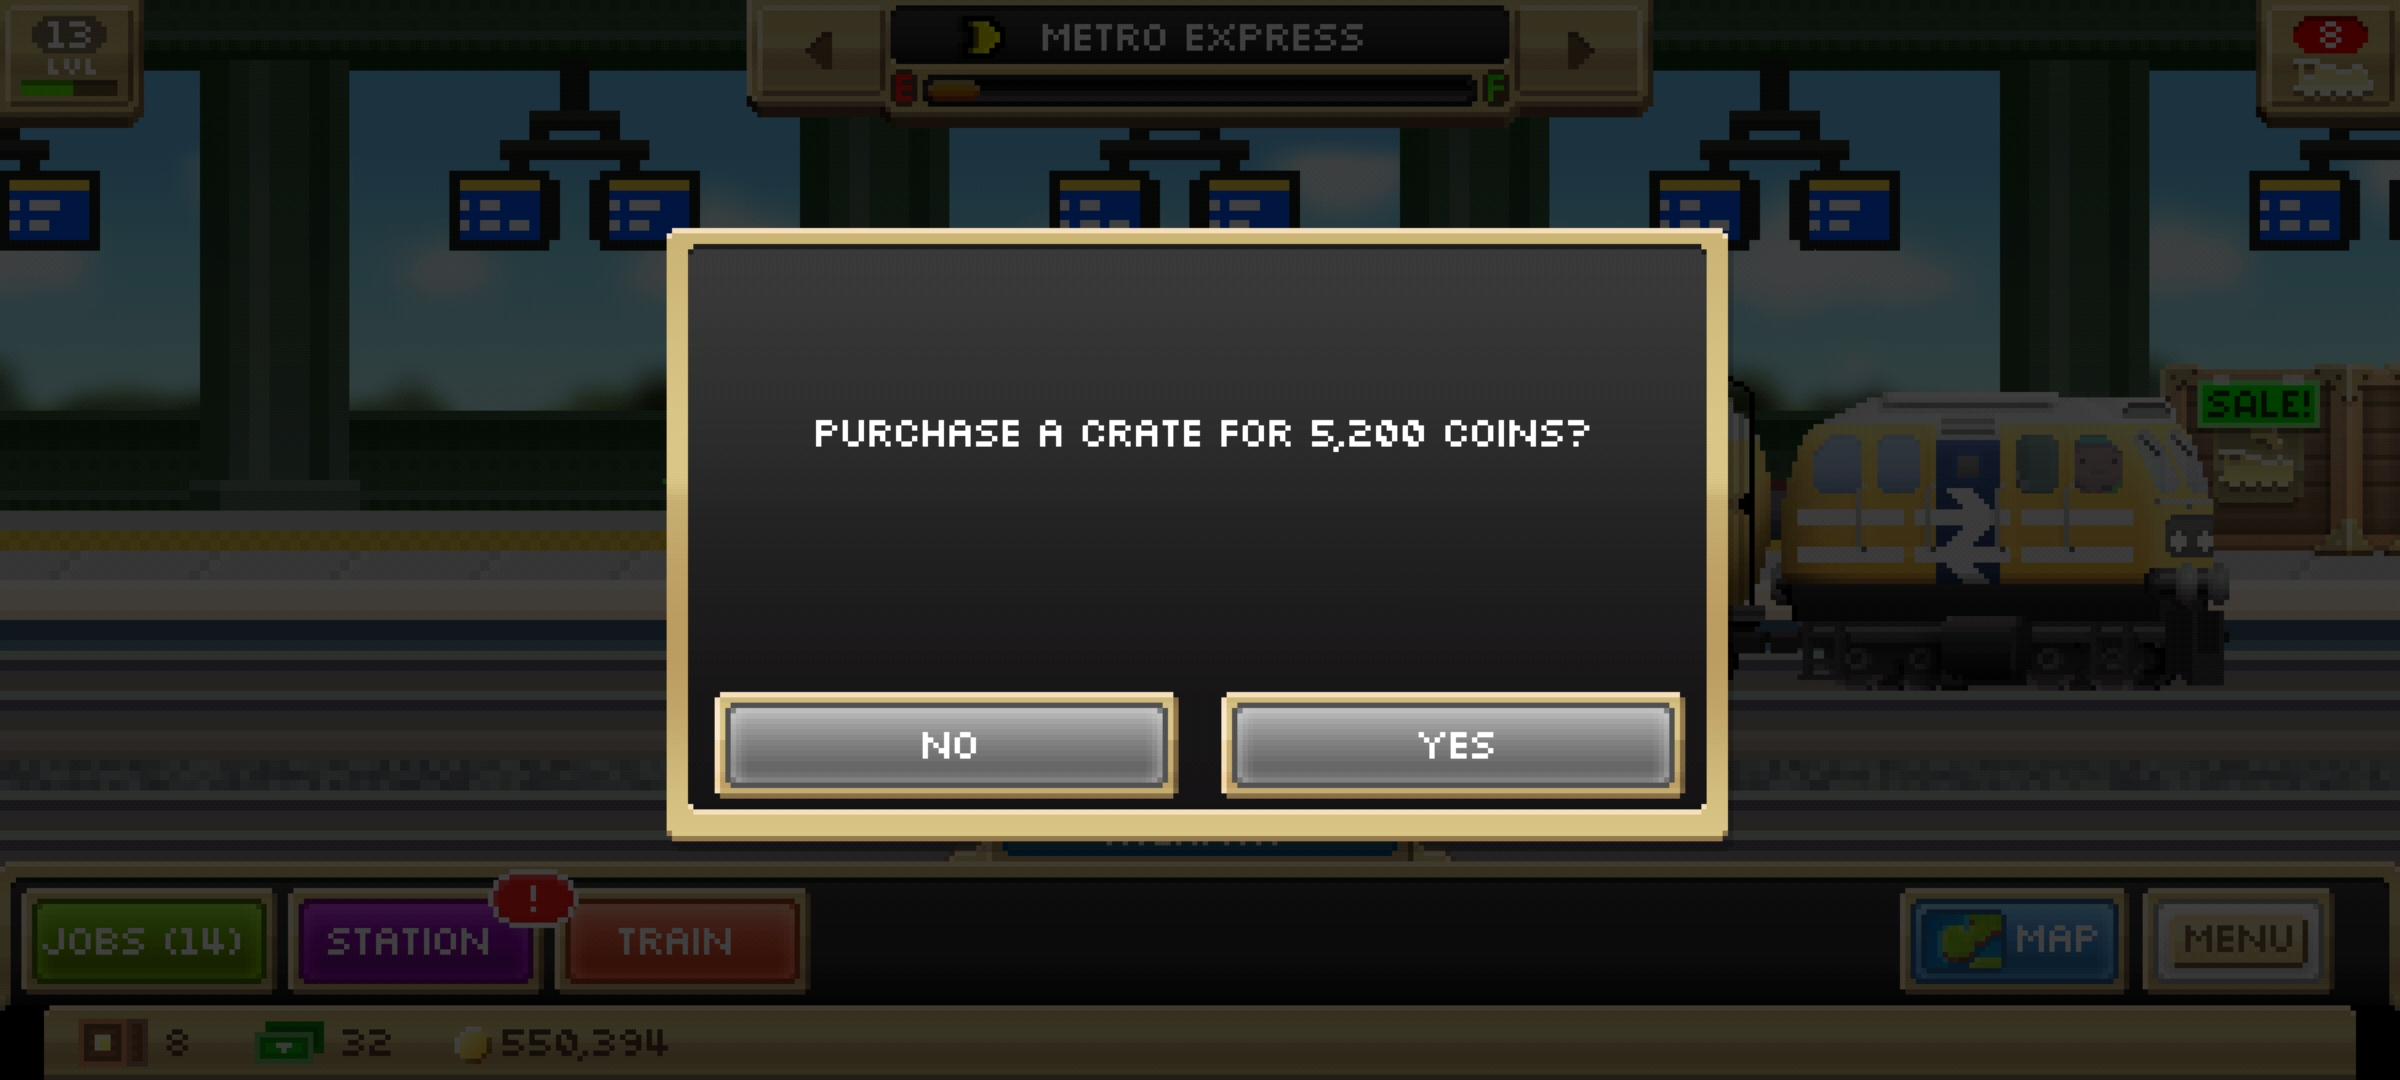 13
LVL
METRO EXPRESS
E
F
8
SALE!
PURCHASE A CRATE FOR 5,200 COINS?
NO
YES
JOBS (14)
STATION
!
TRAIN
MAP
MENU
8
32
550,394